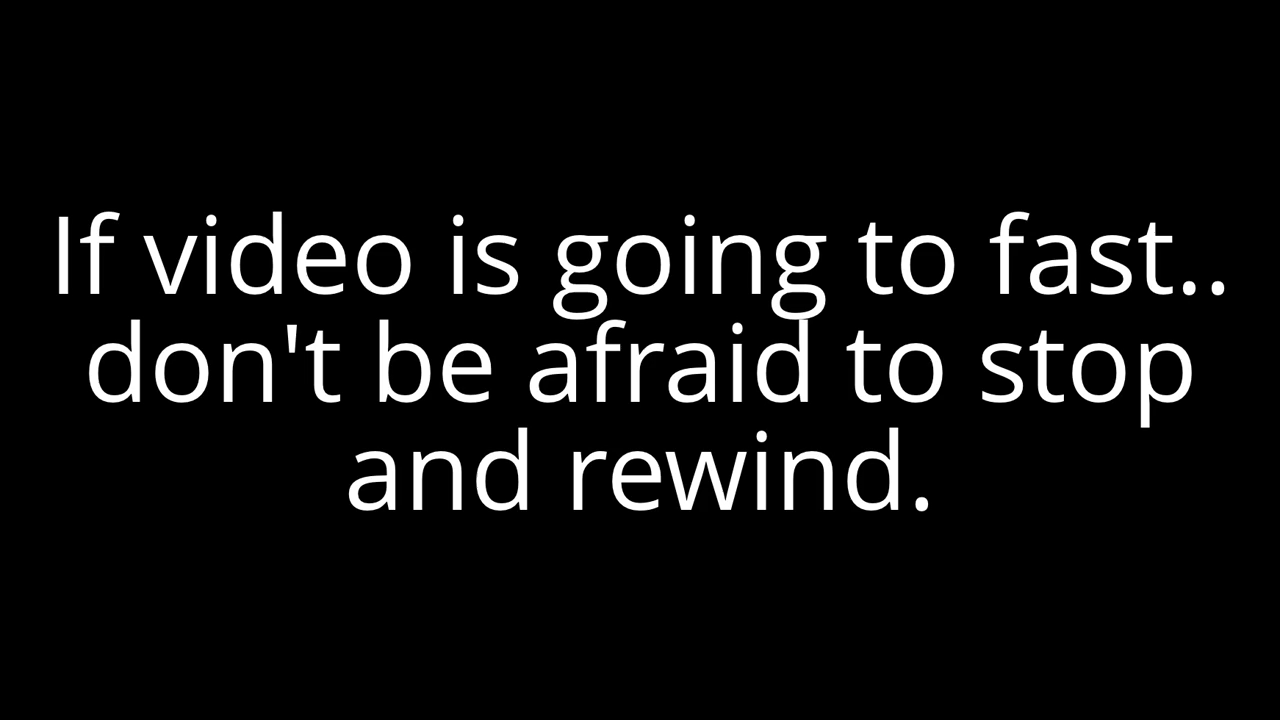 If video is going to fast..
don't be afraid to stop
and rewind.